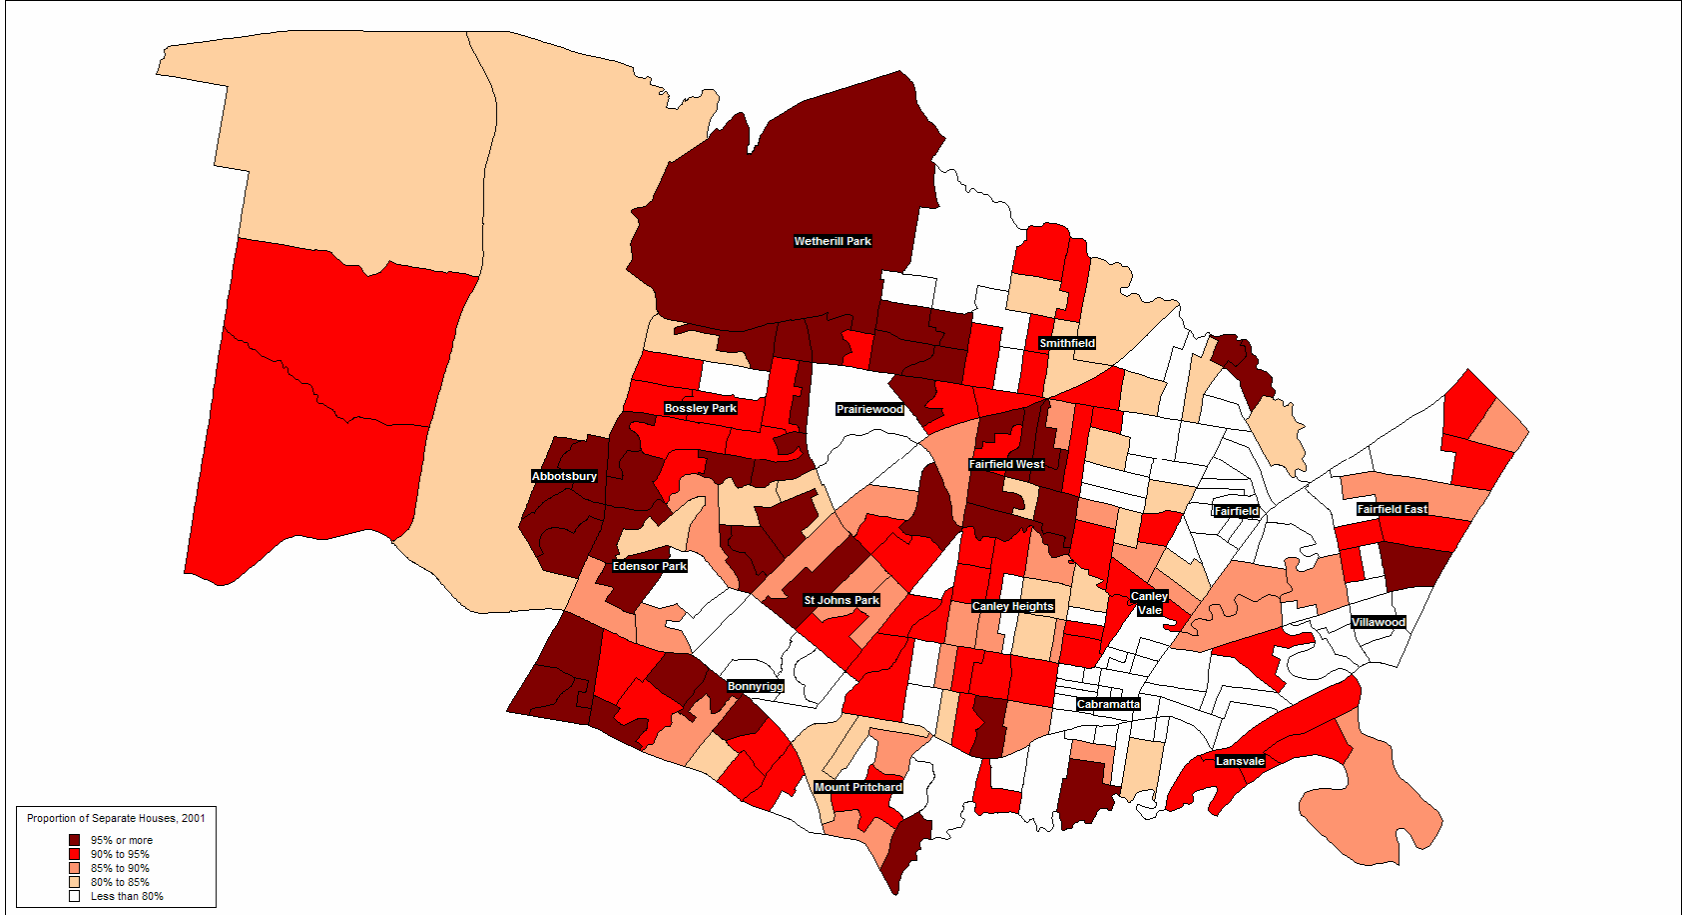 Wetherill Park
Smithfield
Bossley Park
Prairiewood
Fairfield West
Abbotsbury
Fairfield
Fairfield East
Edensor Park
St Johns Park
Canley Heights
Canley
Vale
Villawood
Bonnyrigg
Cabramatta
Lansvale
Mount Pritchard
Proportion of Separate Houses, 2001
95% or more
90% to 95%
85% to 90%
80% to 85%
Less than 80%